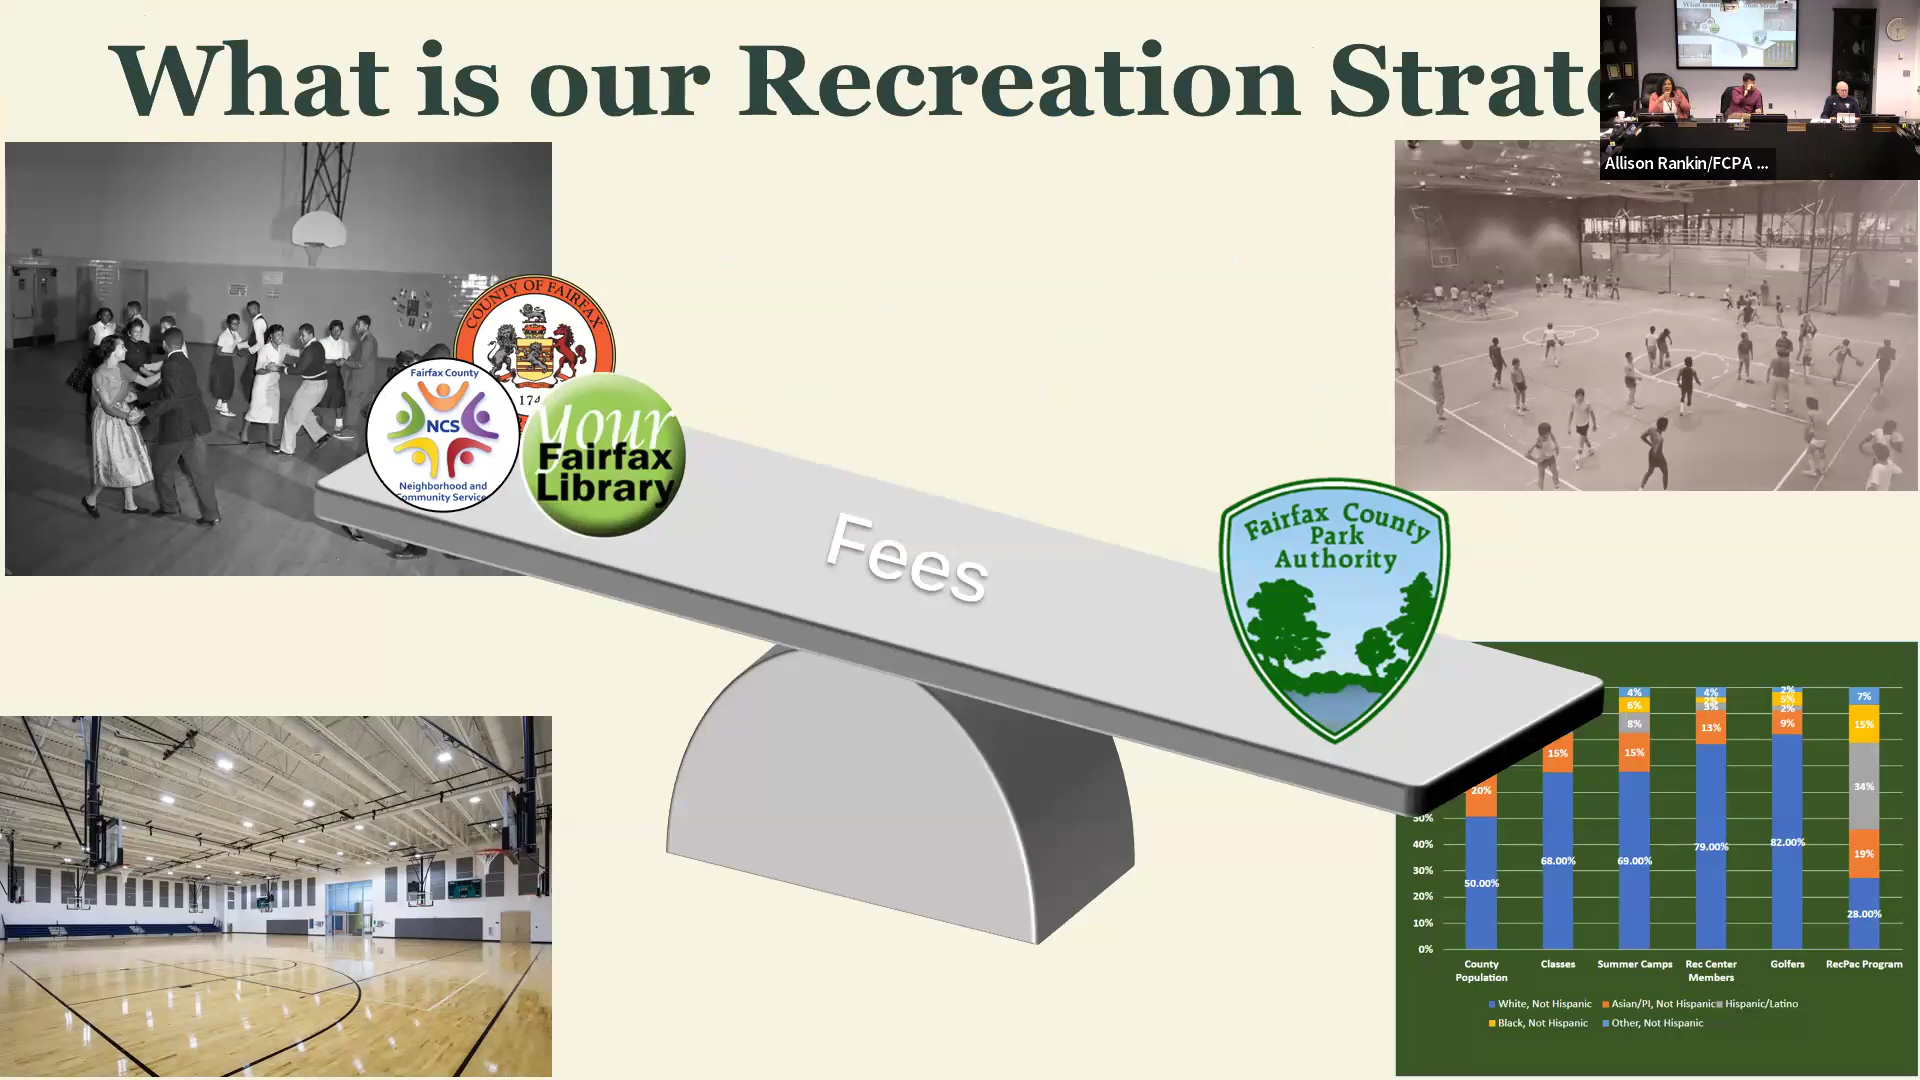 What is our Recreation Strat
Allison Rankin/FCPA ...
COUNTY OF FAIRFAX
174
Fairfax County
NCS
Neighborhood and
Community Service
your
Fairfax
Library
Fees
Fairfax County
Park
Authority
4%
6%
8%
15%
69.00%
4%
3%
13%
79.00%
2%
5%
2%
9%
82.00%
7%
15%
34%
19%
28.00%
15%
68.00%
20%
50.00%
50%
40%
30%
20%
10%
0%
County
Population
Classes
Summer Camps
Rec Center
Members
Golfers
RecPac Program
White, Not Hispanic
Asian/PI, Not Hispanic
Hispanic/Latino
Black, Not Hispanic
Other, Not Hispanic